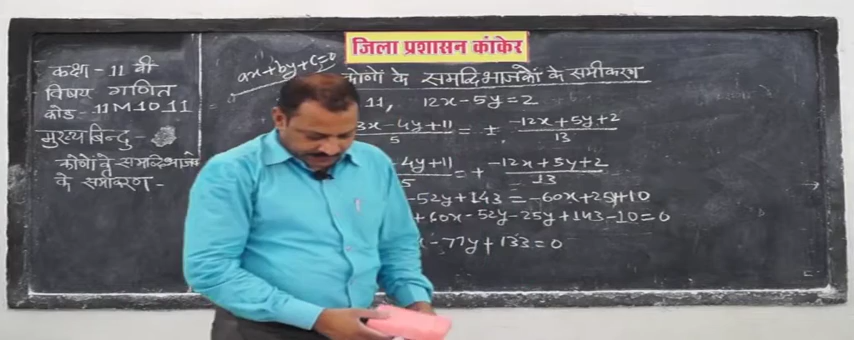 जिला प्रशासन कांकेर
कक्षा - 11 वी
विषय गणित
कोड - 11M1011
मुख्य बिन्दु -
कोणों के समद्विभाजको
के समीकरण -
ax+by+c=0
कोणों के समद्विभाजकों के समीकरण
11, 12x-5y=2
3x-4y+11/5 = ± -12x+5y+2/13
-4y+11/5 = + -12x+5y+2/13
-52y+143 = -60x+25y+10
+60x-52y-25y+143-10=0
-77y+133=0